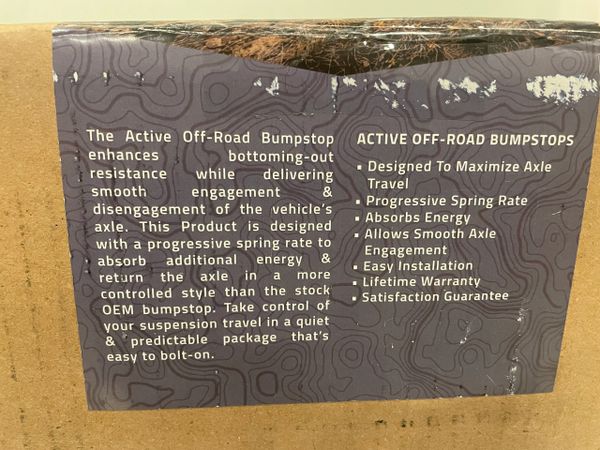 The Active Off-Road Bumpstop
enhances bottoming-out
resistance while delivering
smooth engagement &
disengagement of the vehicle's
axle. This Product is designed
with a progressive spring rate to
absorb additional energy &
return the axle in a more
controlled style than the stock
OEM bumpstop. Take control of
your suspension travel in a quiet
& predictable package that's
easy to bolt-on.
ACTIVE OFF-ROAD BUMPSTOPS
▪ Designed To Maximize Axle
Travel
▪ Progressive Spring Rate
▪ Absorbs Energy
▪ Allows Smooth Axle
Engagement
▪ Easy Installation
▪ Lifetime Warranty
▪ Satisfaction Guarantee